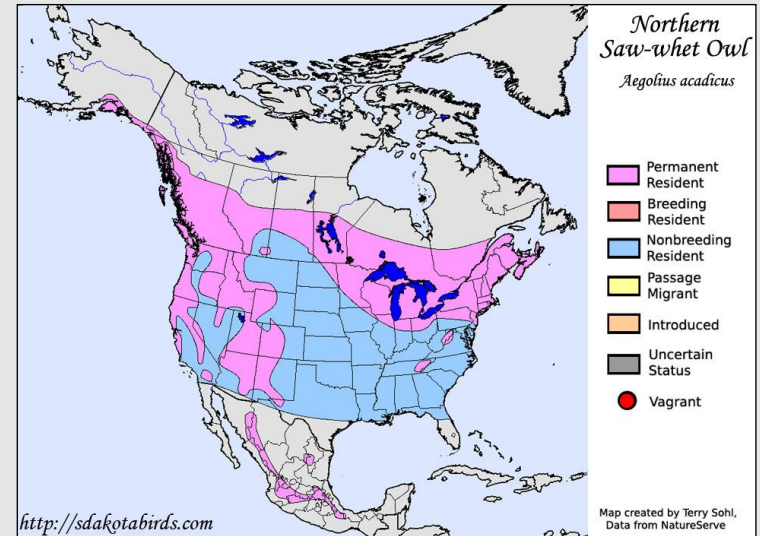 Northern
Saw-whet Owl
Aegolius acadicus
Permanent
Resident
Breeding
Resident
Nonbreeding
Resident
Passage
Migrant
Introduced
Uncertain
Status
Vagrant
Map created by Terry Sohl,
Data from NatureServe
http://sdakotabirds.com